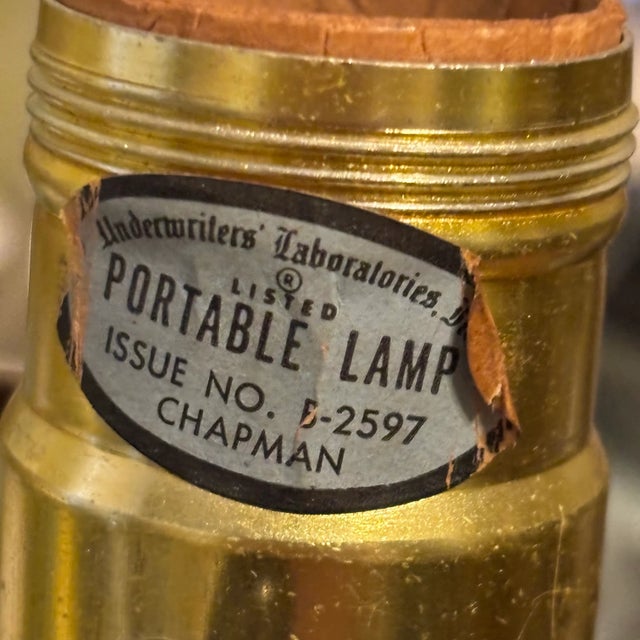 Underwriters' Laboratories,
®
LISTED
PORTABLE LAMP
ISSUE NO. B-2597
CHAPMAN